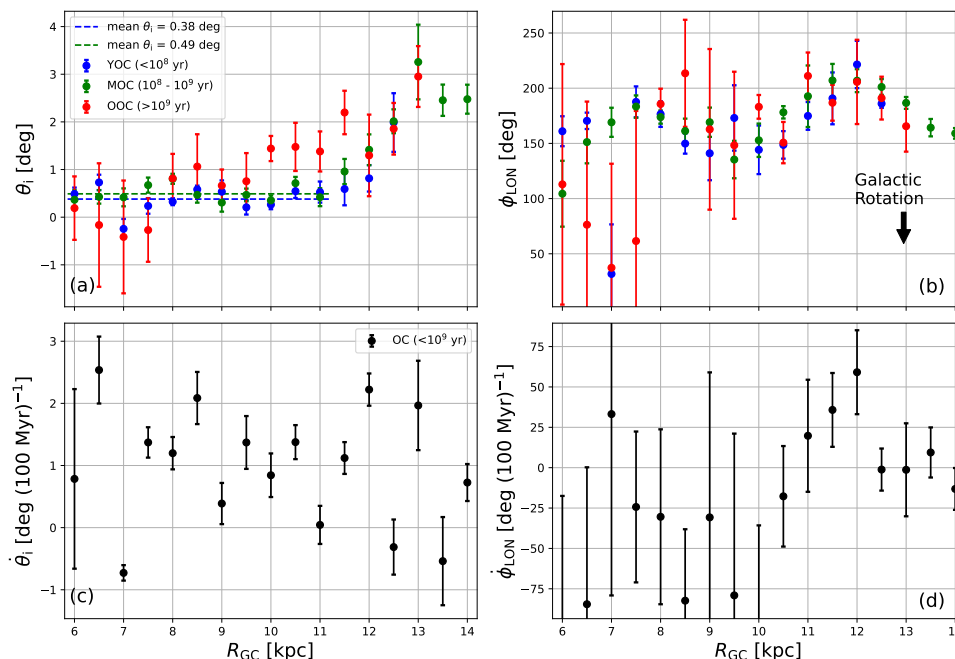 mean θi = 0.38 deg
mean θi = 0.49 deg
YOC (<10⁸ yr)
MOC (10⁸ - 10⁹ yr)
OOC (>10⁹ yr)
θi [deg]
4
3
2
1
0
−1
(a)
ϕLON [deg]
250
200
150
100
50
Galactic
Rotation
(b)
OC (<10⁹ yr)
θ̇i [deg (100 Myr)⁻¹]
3
2
1
0
−1
(c)
6 7 8 9 10 11 12 13 14
RGC [kpc]
ϕ̇LON [deg (100 Myr)⁻¹]
75
50
25
0
−25
−50
−75
(d)
6 7 8 9 10 11 12 13
RGC [kpc]